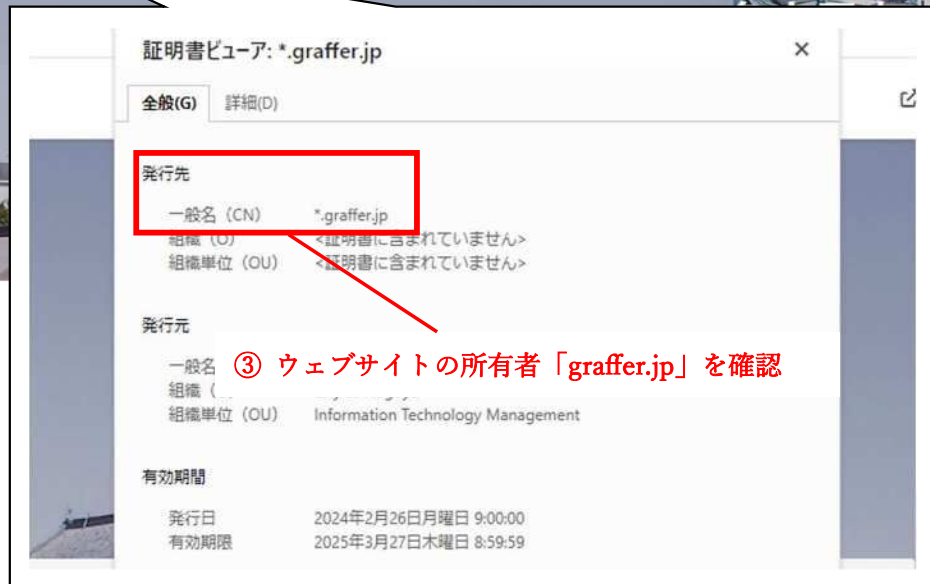 証明書ビューア: *.graffer.jp ×
全般(G) 詳細(D)
発行先
一般名 (CN) *.graffer.jp
組織 (O) <証明書に含まれていません>
組織単位 (OU) <証明書に含まれていません>
発行元
一般名
③ ウェブサイトの所有者「graffer.jp」を確認
組織 (
組織単位 (OU) Information Technology Management
有効期間
発行日 2024年2月26日月曜日 9:00:00
有効期限 2025年3月27日木曜日 8:59:59